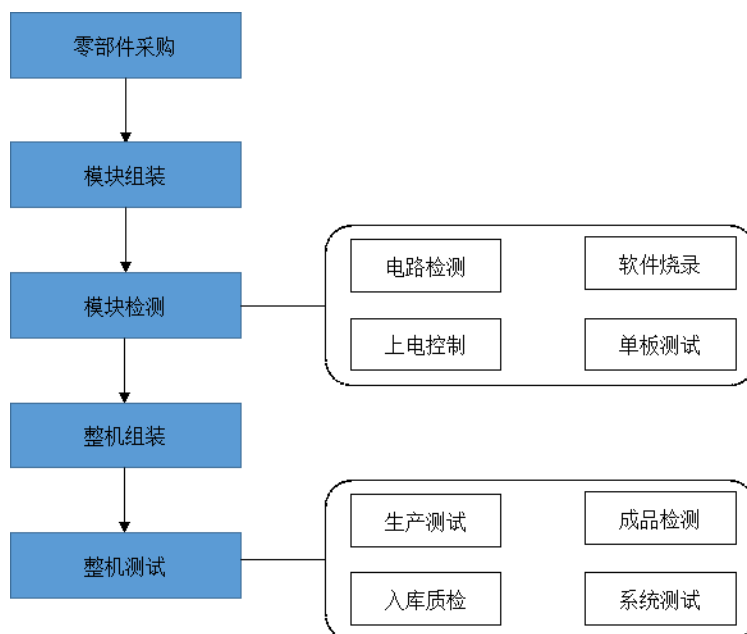 零部件采购
模块组装
模块检测
电路检测
软件烧录
上电控制
单板测试
整机组装
整机测试
生产测试
成品检测
入库质检
系统测试